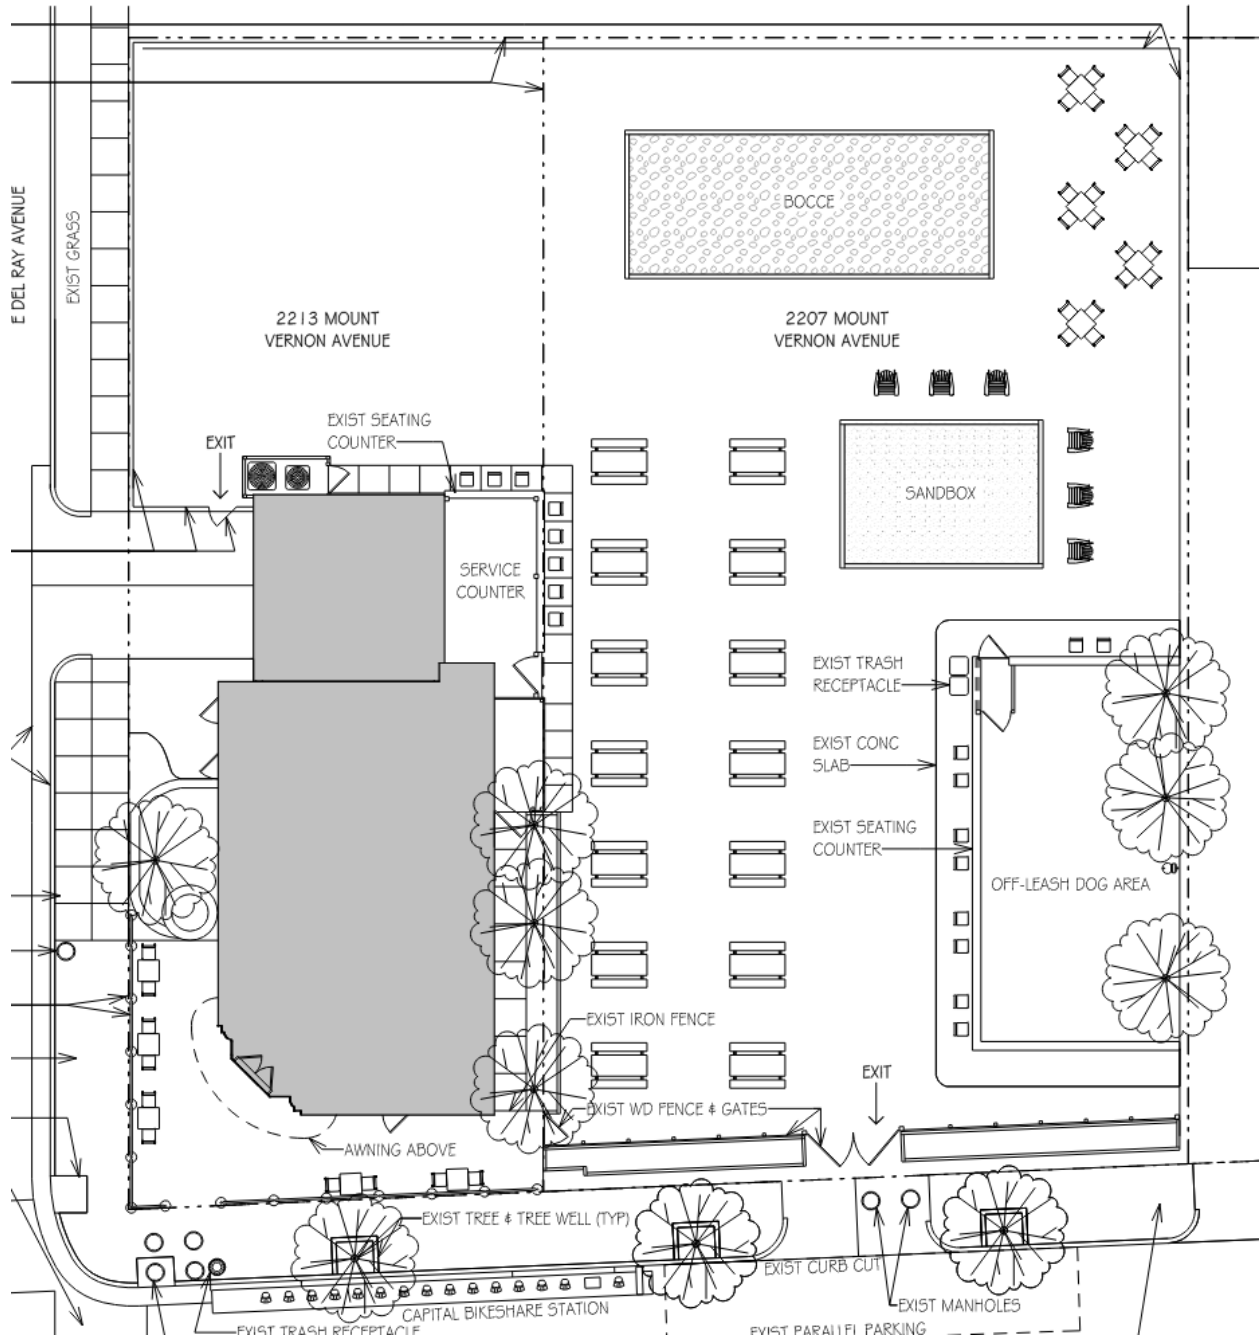 E DEL RAY AVENUE
EXIST GRASS
BOCCE
2213 MOUNT
VERNON AVENUE
2207 MOUNT
VERNON AVENUE
EXIT
EXIST SEATING
COUNTER
SANDBOX
SERVICE
COUNTER
EXIST TRASH
RECEPTACLE
EXIST CONC
SLAB
EXIST SEATING
COUNTER
OFF-LEASH DOG AREA
EXIST IRON FENCE
EXIT
EXIST WD FENCE & GATES
AWNING ABOVE
EXIST TREE & TREE WELL (TYP)
EXIST CURB CUT
EXIST MANHOLES
CAPITAL BIKESHARE STATION
EXIST TRASH RECEPTACLE
EXIST PARALLEL PARKING